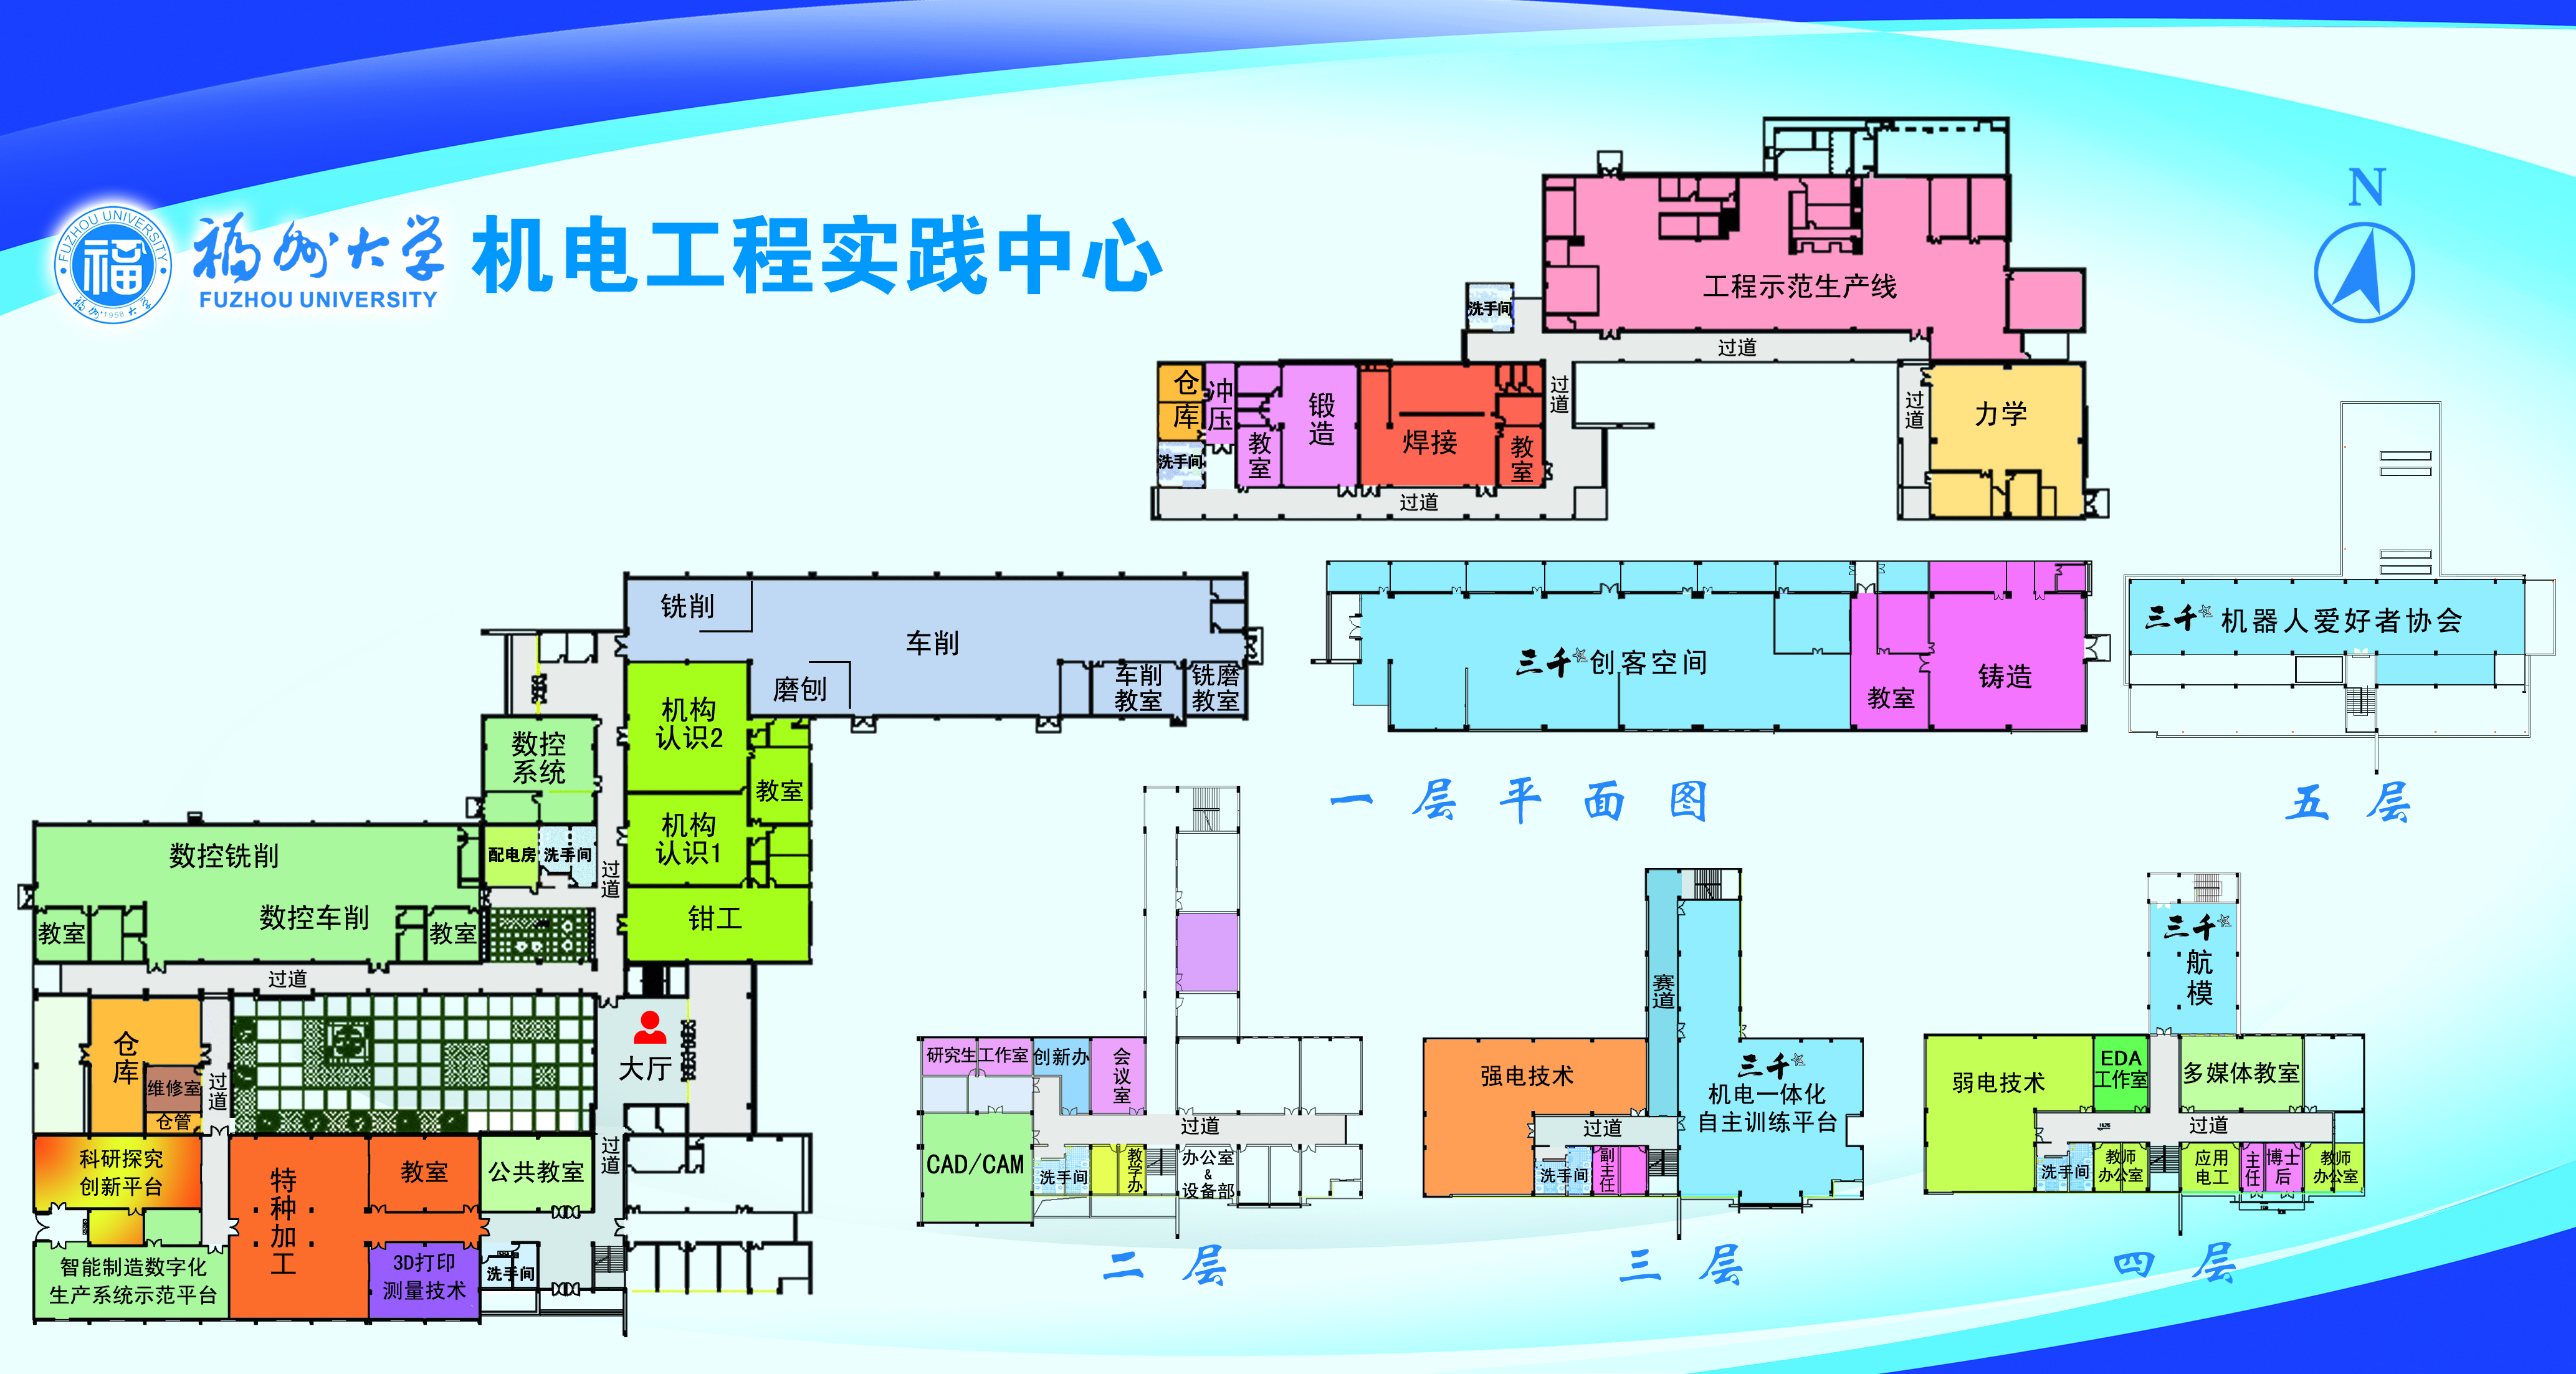 FUZHOU UNIVERSITY
福
福州大学
1958
福州大学
FUZHOU UNIVERSITY
机电工程实践中心
N
工程示范生产线
洗手间
过道
仓库
冲压
教室
锻造
焊接
教室
过道
过道
力学
洗手间
过道
三千创客空间
教室
铸造
三千机器人爱好者协会
铣削
车削
磨刨
车削
教室
铣磨
教室
机构
认识2
教室
机构
认识1
钳工
数控
系统
配电房
洗手间
过道
数控铣削
数控车削
教室
教室
过道
仓库
维修室
仓管
过道
大厅
科研探究
创新平台
特种加工
教室
公共教室
过道
智能制造数字化
生产系统示范平台
3D打印
测量技术
洗手间
一层平面图
五层
研究生工作室
创新办
会议室
过道
CAD/CAM
洗手间
教学办
办公室
&
设备部
二层
赛道
强电技术
三千
机电一体化
自主训练平台
过道
洗手间
副主任
三层
三千
航模
弱电技术
EDA
工作室
多媒体教室
过道
洗手间
教师
办公室
应用
电工
主任
博士
后
教师
办公室
四层